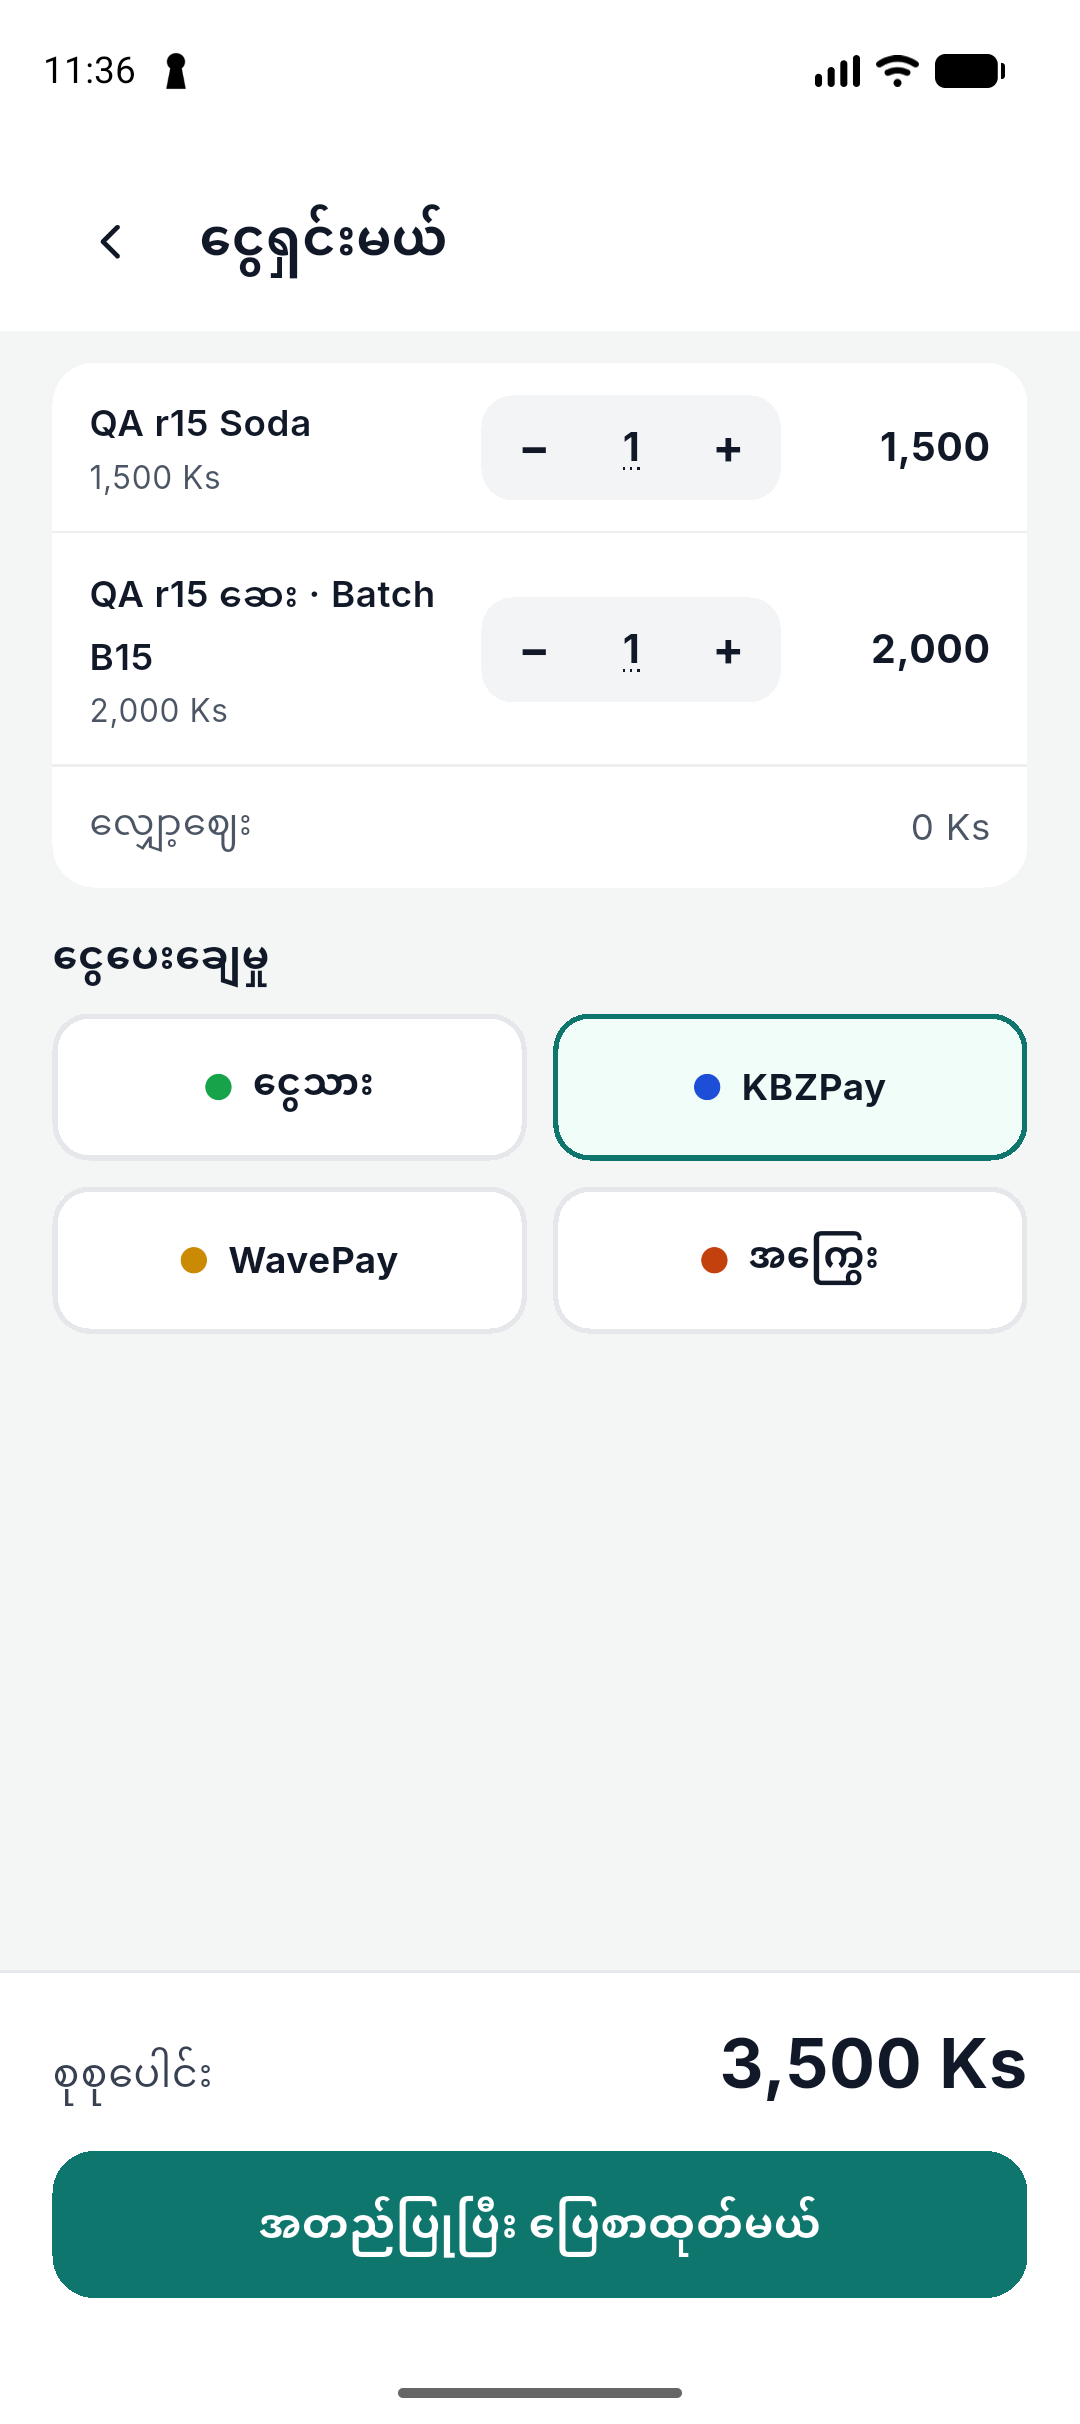 11:36
ငွေရှင်းမယ်
QA r15 Soda
1,500 Ks
− 1 +
1,500
QA r15 ဆေး · Batch
B15
2,000 Ks
− 1 +
2,000
လျှော့ဈေး
0 Ks
ငွေပေးချေမှု
ငွေသား
KBZPay
WavePay
အကြွေး
စုစုပေါင်း
3,500 Ks
အတည်ပြုပြီး ပြေစာထုတ်မယ်